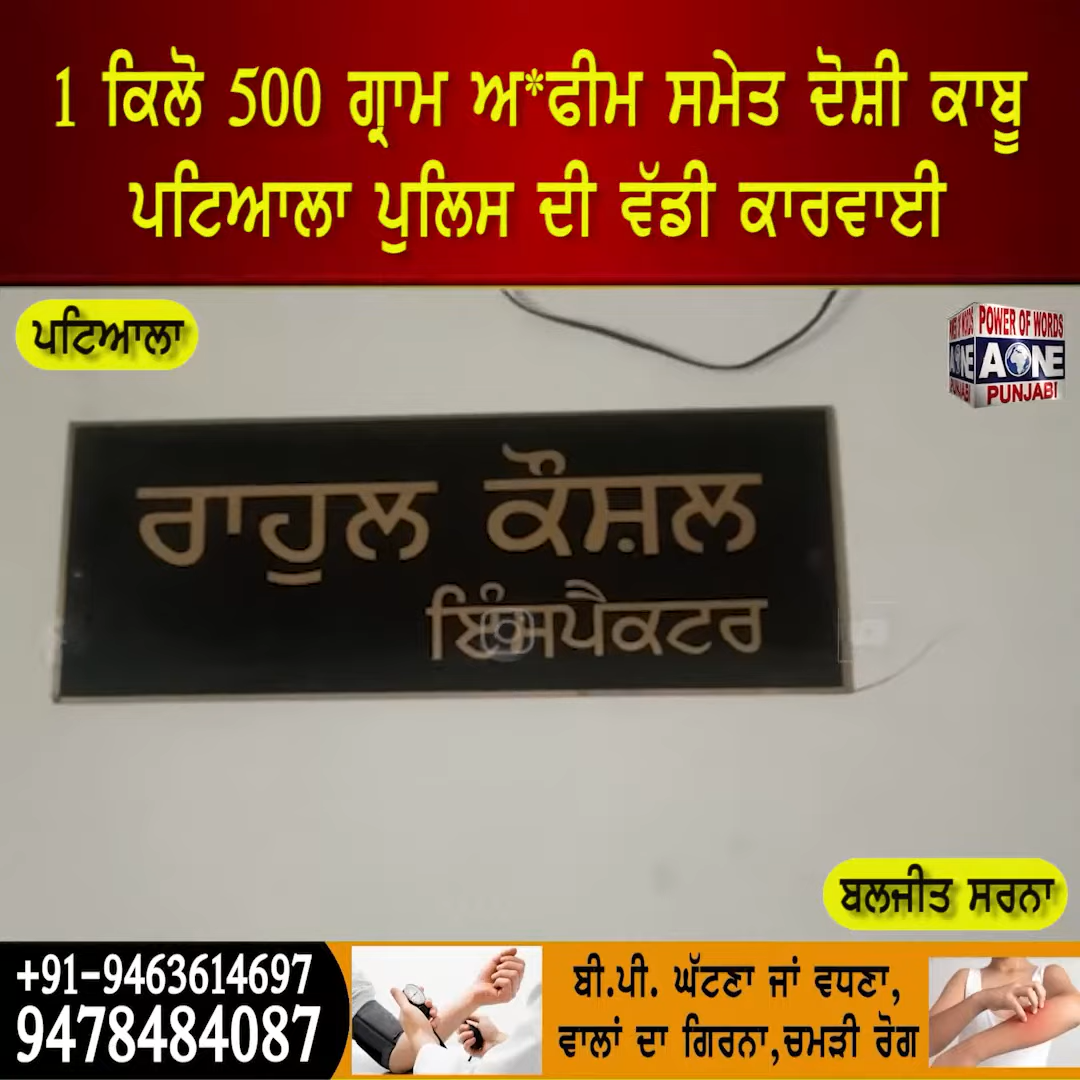 1 ਕਿਲੋ 500 ਗ੍ਰਾਮ ਅ*ਫੀਮ ਸਮੇਤ ਦੋਸ਼ੀ ਕਾਬੂ
ਪਟਿਆਲਾ ਪੁਲਿਸ ਦੀ ਵੱਡੀ ਕਾਰਵਾਈ
ਪਟਿਆਲਾ
POWER OF WORDS
A ONE
PUNJABI
ਰਾਹੁਲ ਕੌਸ਼ਲ
ਇੰਸਪੈਕਟਰ
ਬਲਜੀਤ ਸਰਨਾ
+91-9463614697
9478484087
ਬੀ.ਪੀ. ਘੱਟਣਾ ਜਾਂ ਵਧਣਾ,
ਵਾਲਾਂ ਦਾ ਗਿਰਨਾ,ਚਮੜੀ ਰੋਗ